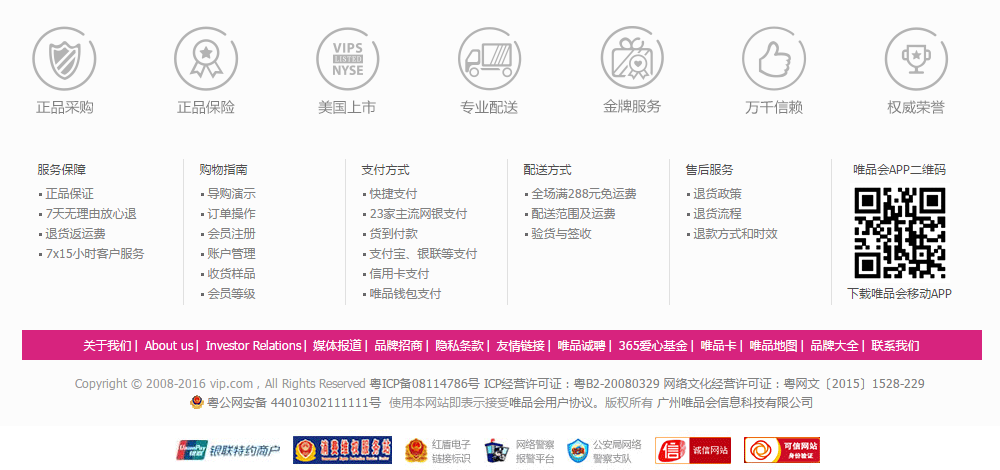 VIPS
LISTED
NYSE
正品采购
正品保险
美国上市
专业配送
金牌服务
万千信赖
权威荣誉
服务保障
正品保证
7天无理由放心退
退货返运费
7x15小时客户服务
购物指南
导购演示
订单操作
会员注册
账户管理
收货样品
会员等级
支付方式
快捷支付
23家主流网银支付
货到付款
支付宝、银联等支付
信用卡支付
唯品钱包支付
配送方式
全场满288元免运费
配送范围及运费
验货与签收
售后服务
退货政策
退货流程
退款方式和时效
唯品会APP二维码
下载唯品会移动APP
关于我们 | About us | Investor Relations | 媒体报道 | 品牌招商 | 隐私条款 | 友情链接 | 唯品诚聘 | 365爱心基金 | 唯品卡 | 唯品地图 | 品牌大全 | 联系我们
Copyright © 2008-2016 vip.com，All Rights Reserved 粤ICP备08114786号 ICP经营许可证：粤B2-20080329 网络文化经营许可证：粤网文〔2015〕1528-229
粤公网安备 44010302111111号 使用本网站即表示接受唯品会用户协议。版权所有 广州唯品会信息科技有限公司
UnionPay
银联
银联特约商户
消费维权服务站
红盾电子
链接标识
网络警察
报警平台
公安局网络
警察支队
信
诚信网站
可信网站
身份验证